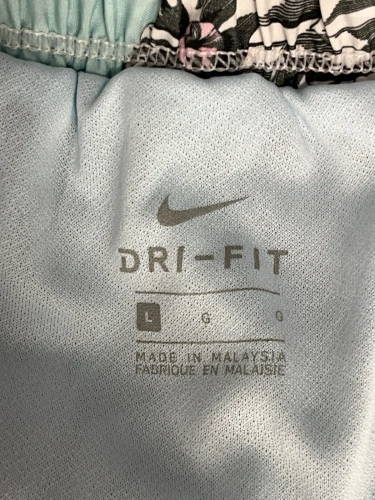 DRI-FIT
L G G
MADE IN MALAYSIA
FABRIQUE EN MALAISIE